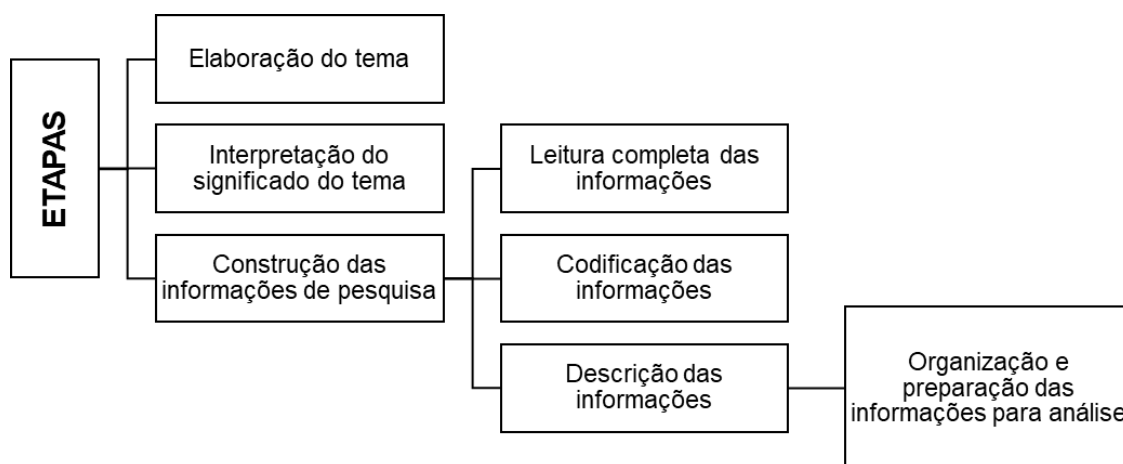 ETAPAS
Elaboração do tema
Interpretação do
significado do tema
Construção das
informações de pesquisa
Leitura completa das
informações
Codificação das
informações
Descrição das
informações
Organização e
preparação das
informações para análise